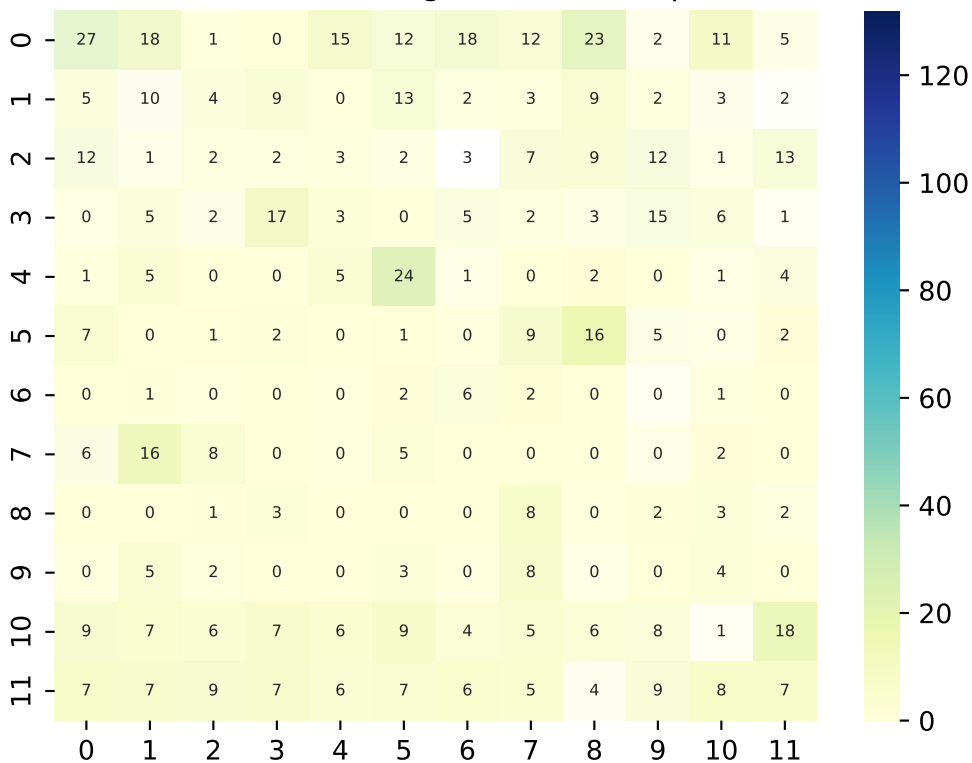 0 27 18 1 0 15 12 18 12 23 2 11 5
1 5 10 4 9 0 13 2 3 9 2 3 2
2 12 1 2 2 3 2 3 7 9 12 1 13
3 0 5 2 17 3 0 5 2 3 15 6 1
4 1 5 0 0 5 24 1 0 2 0 1 4
5 7 0 1 2 0 1 0 9 16 5 0 2
6 0 1 0 0 0 2 6 2 0 0 1 0
7 6 16 8 0 0 5 0 0 0 0 2 0
8 0 0 1 3 0 0 0 8 0 2 3 2
9 0 5 2 0 0 3 0 8 0 0 4 0
10 9 7 6 7 6 9 4 5 6 8 1 18
11 7 7 9 7 6 7 6 5 4 9 8 7
0 1 2 3 4 5 6 7 8 9 10 11
120
100
80
60
40
20
0